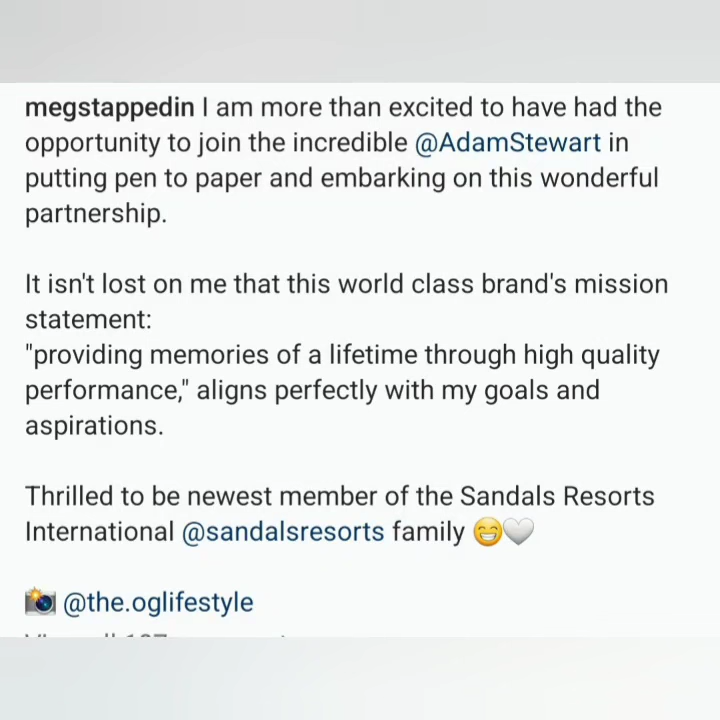 megstappedin I am more than excited to have had the
opportunity to join the incredible @AdamStewart in
putting pen to paper and embarking on this wonderful
partnership.
It isn't lost on me that this world class brand's mission
statement:
"providing memories of a lifetime through high quality
performance," aligns perfectly with my goals and
aspirations.
Thrilled to be newest member of the Sandals Resorts
International @sandalsresorts family 😁🤍
📸 @the.oglifestyle